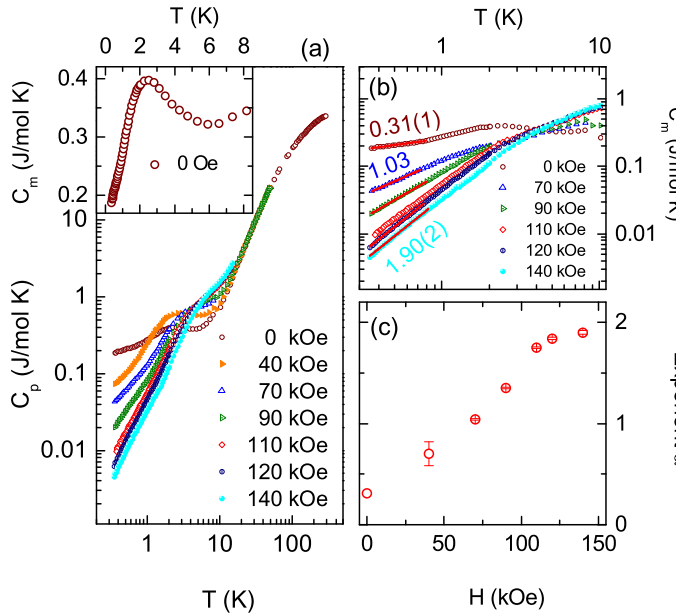 T (K)
0 2 4 6 8
(a)
C_m (J/mol K)
0.4
0.3
0.2
0 Oe
C_p (J/mol K)
10
1
0.1
0.01
0 kOe
40 kOe
70 kOe
90 kOe
110 kOe
120 kOe
140 kOe
1 10 100
T (K)
T (K)
1 10
(b)
0.31(1)
1.03
1.90(2)
0 kOe
70 kOe
90 kOe
110 kOe
120 kOe
140 kOe
1
0.1
0.01
C_m (J/mol K)
(c)
2
1
0
0 50 100 150
H (kOe)